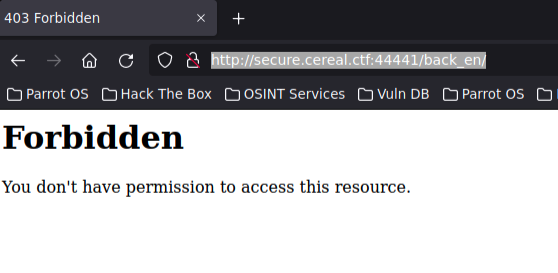 403 Forbidden
http://secure.cereal.ctf:44441/back_en/
Parrot OS Hack The Box OSINT Services Vuln DB Parrot OS
Forbidden
You don't have permission to access this resource.